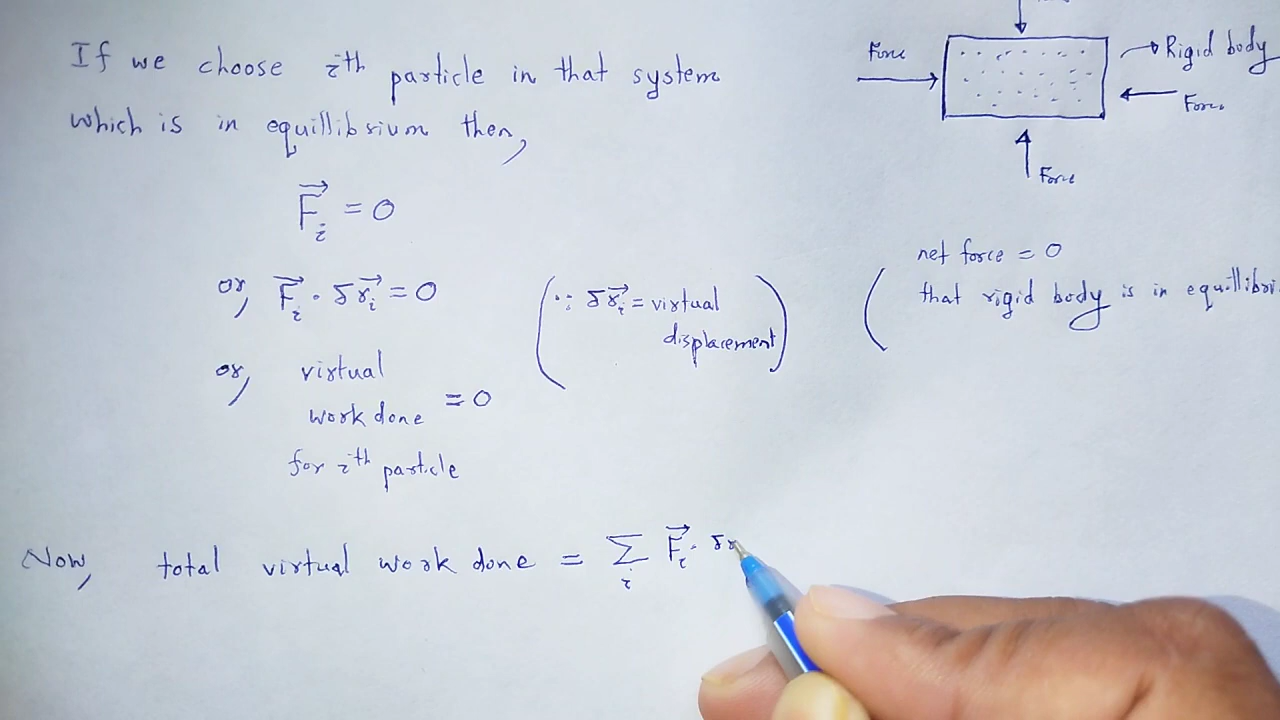 If we choose ith particle in that system
which is in equillibrium then,
F⃗ᵢ = 0
or, F⃗ᵢ · δr⃗ᵢ = 0
(∵ δr⃗ᵢ = virtual
displacement)
or, virtual
work done = 0
for ith particle
Now, total virtual work done = Σᵢ F⃗ᵢ · δr
Force
Rigid body
Force
Force
( net force = 0
that rigid body is in equillibri